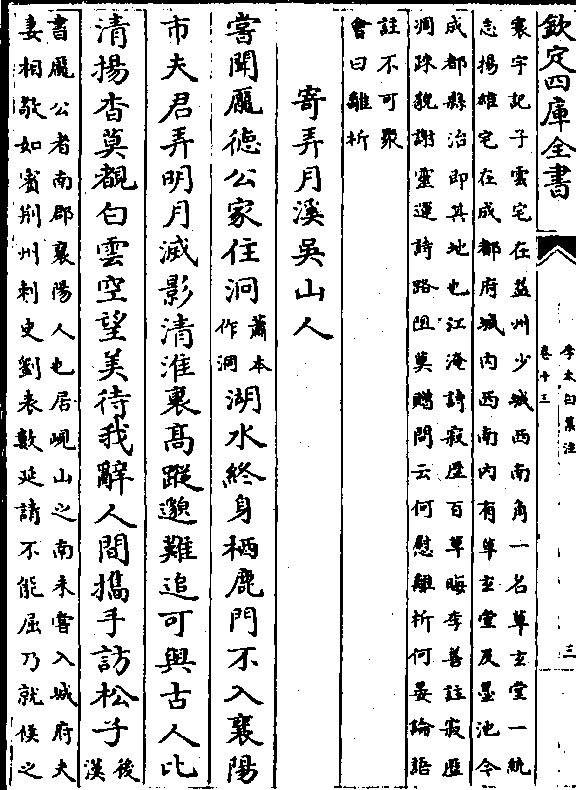 欽定四庫全書
李太白集注
卷十三
三
寰宇記子雲宅在益州少城西南角一名草玄堂一統
志揚雄宅在成都府城内西南内有草玄堂及墨池今
成都縣治即其地也江淹詩寂歷百草晦李善註寂歷
凋疎貌謝靈運詩路阻莫贈問云何慰離析何晏論語
註不可聚
會曰離析
寄弄月溪吳山人
嘗聞龐德公家住洞
蕭本
作洞
湖水終身栖鹿門不入襄陽
市夫君弄明月滅影清淮裏高蹤邈難追可與古人比
清揚杳莫覩白雲空望美待我辭人間攜手訪松子
後
漢
書龐公者南郡襄陽人也居峴山之南未嘗入城府夫
妻相敬如賓荆州刺史劉表數延請不能屈乃就候之